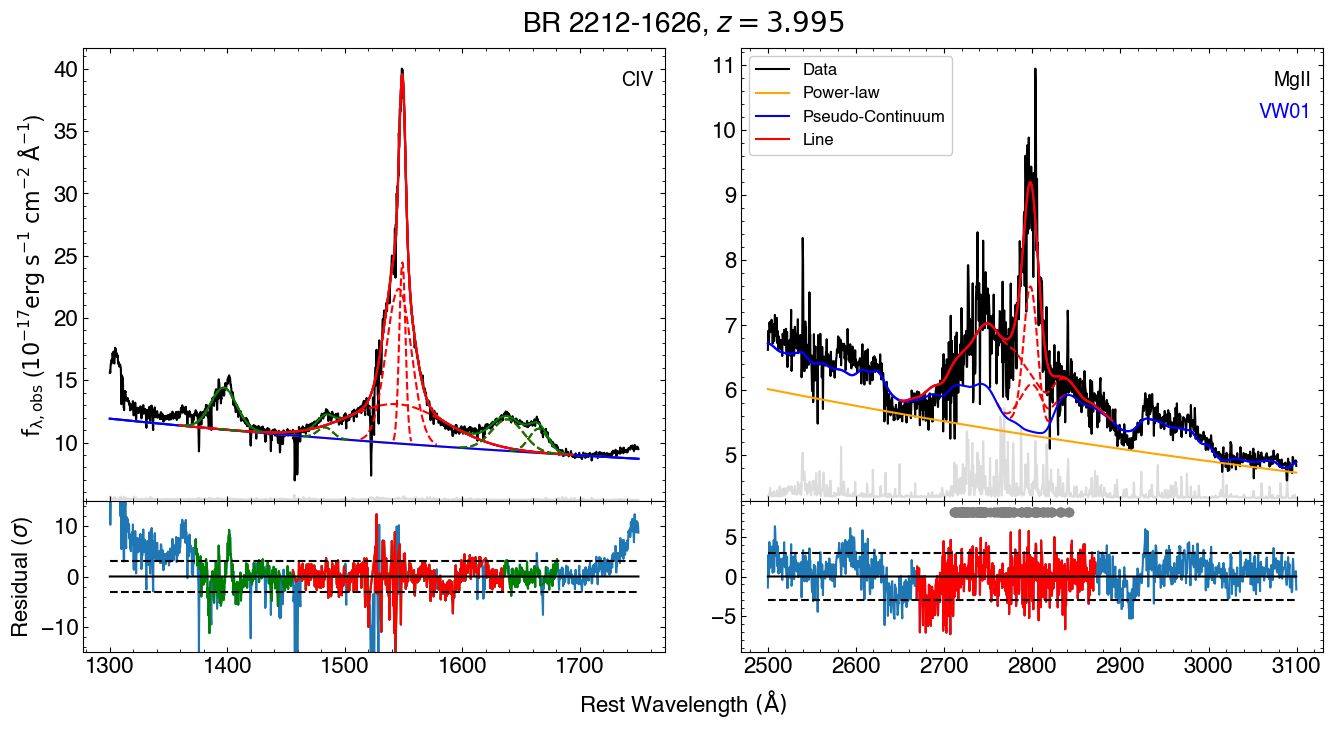 BR 2212-1626, z = 3.995
CIV
40
35
30
25
20
15
10
f_λ,obs (10⁻¹⁷erg s⁻¹ cm⁻² Å⁻¹)
10
0
−10
Residual (σ)
1300 1400 1500 1600 1700
Data
Power-law
Pseudo-Continuum
Line
MgII
VW01
11
10
9
8
7
6
5
5
0
−5
2500 2600 2700 2800 2900 3000 3100
Rest Wavelength (Å)